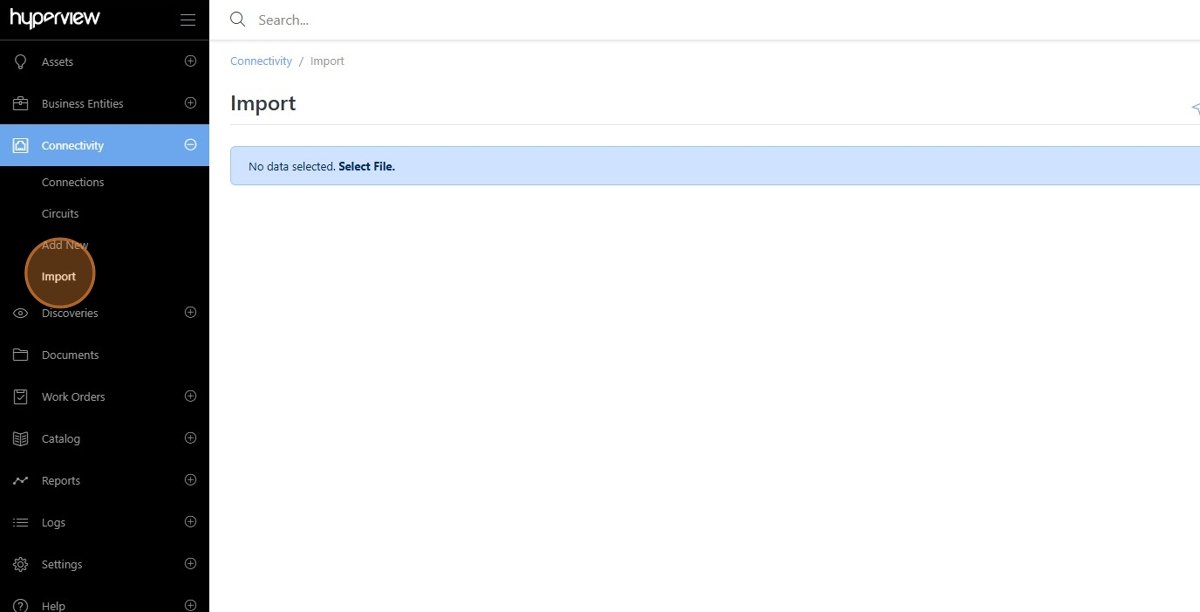 hyperview
Search...
Assets
Business Entities
Connectivity
Connections
Circuits
Add New
Import
Discoveries
Documents
Work Orders
Catalog
Reports
Logs
Settings
Help
Connectivity / Import
Import
No data selected. Select File.